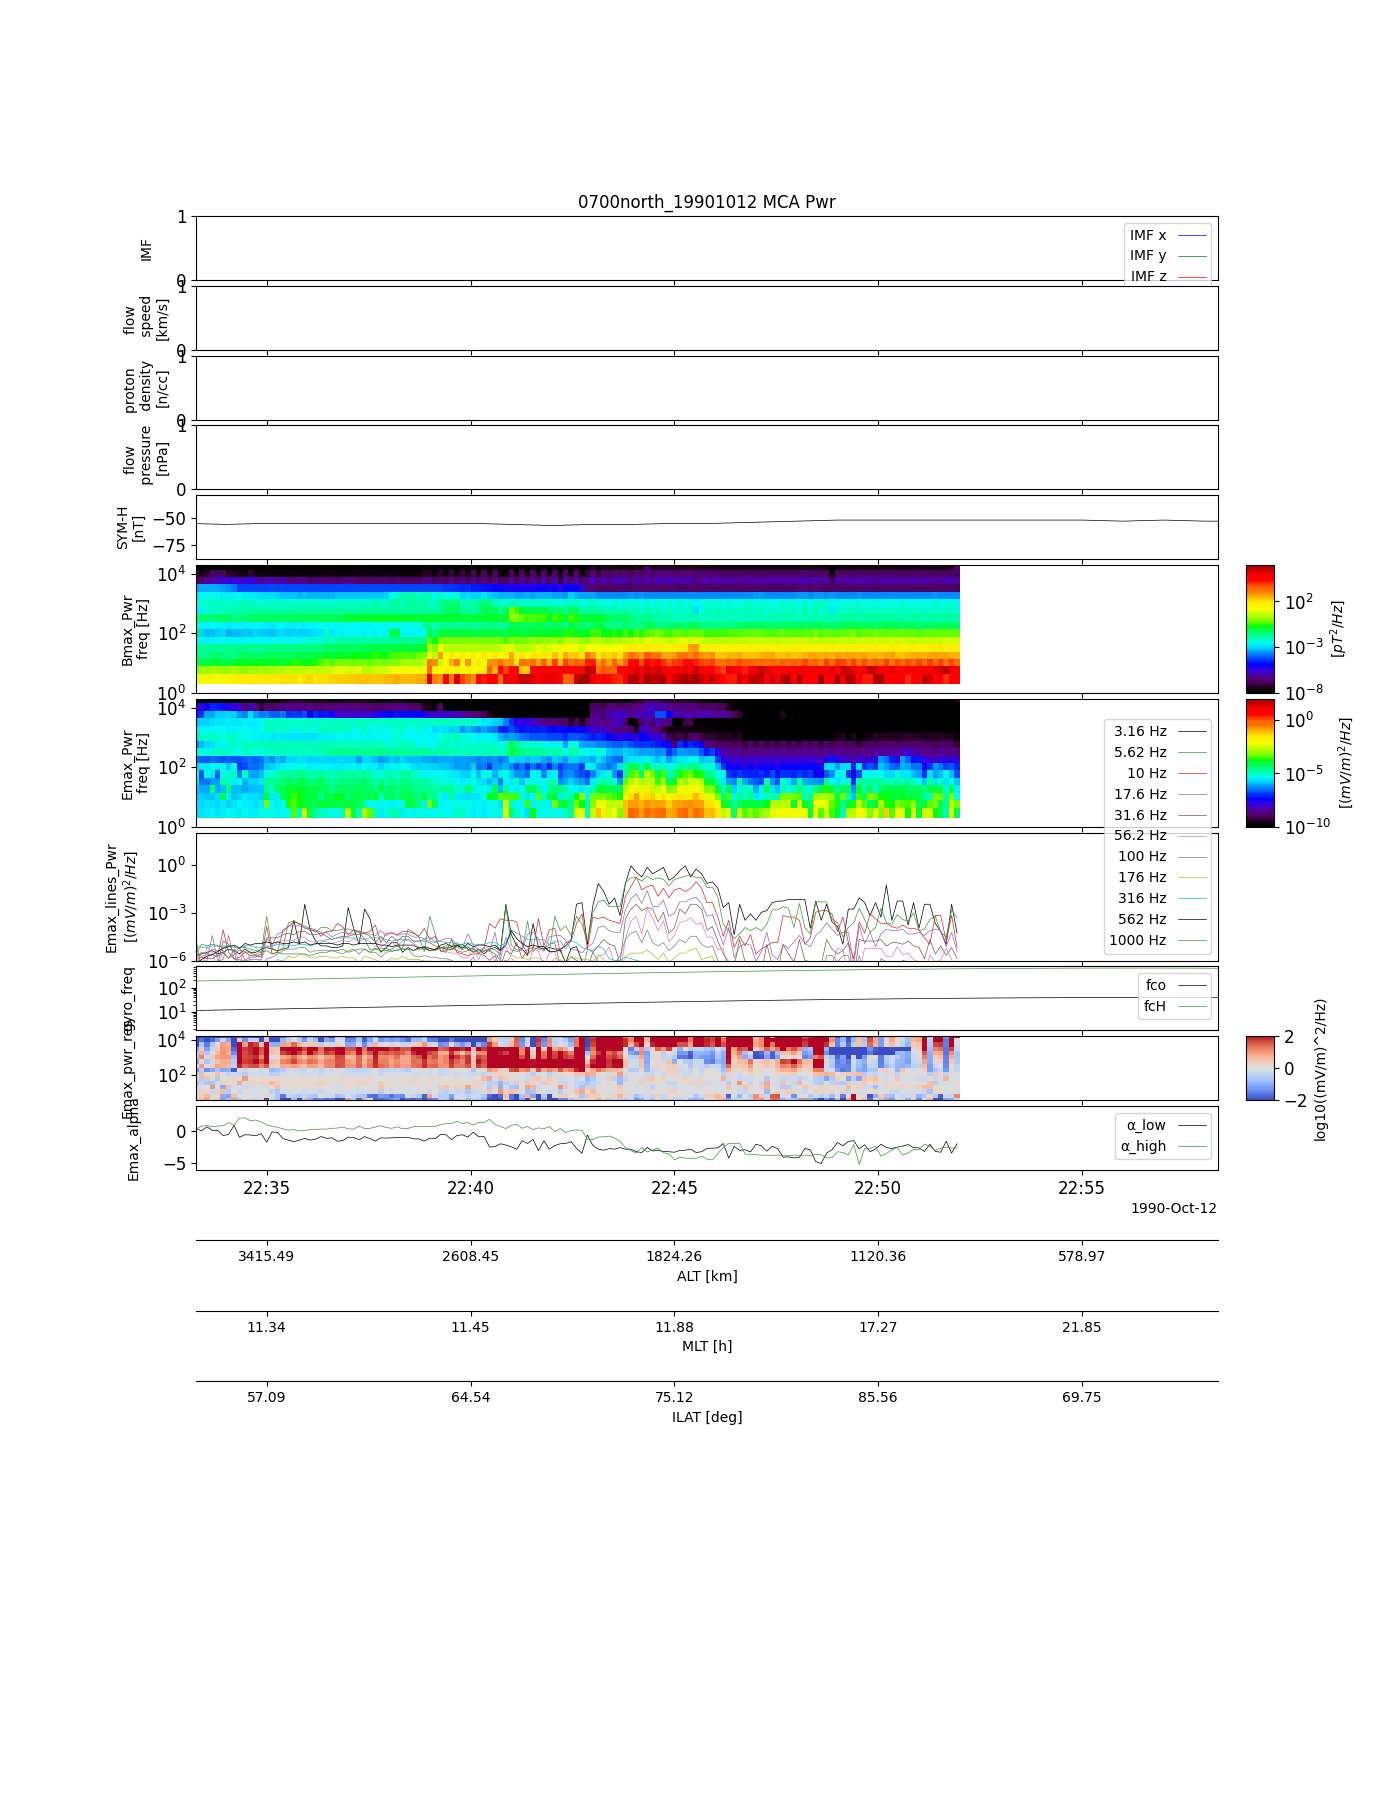 0700north_19901012 MCA Pwr
1
0
IMF
IMF x
IMF y
IMF z
1
0
flow
speed
[km/s]
1
0
proton
density
[n/cc]
1
0
flow
pressure
[nPa]
−50
−75
SYM-H
[nT]
10^4
10^2
10^0
Bmax_Pwr
freq [Hz]
10^2
10^−3
10^−8
[pT^2/Hz]
10^4
10^2
10^0
Emax_Pwr
freq [Hz]
10^0
10^−5
10^−10
[(mV/m)^2/Hz]
3.16 Hz
5.62 Hz
10 Hz
17.6 Hz
31.6 Hz
56.2 Hz
100 Hz
176 Hz
316 Hz
562 Hz
1000 Hz
10^0
10^−3
10^−6
Emax_lines_Pwr
[(mV/m)^2/Hz]
10^2
10^1
gyro_freq
fco
fcH
10^4
10^2
Emax_pwr_res
2
0
−2
log10((mV/m)^2/Hz)
0
−5
Emax_alpha
α_low
α_high
22:35 22:40 22:45 22:50 22:55
1990-Oct-12
3415.49 2608.45 1824.26 1120.36 578.97
ALT [km]
11.34 11.45 11.88 17.27 21.85
MLT [h]
57.09 64.54 75.12 85.56 69.75
ILAT [deg]